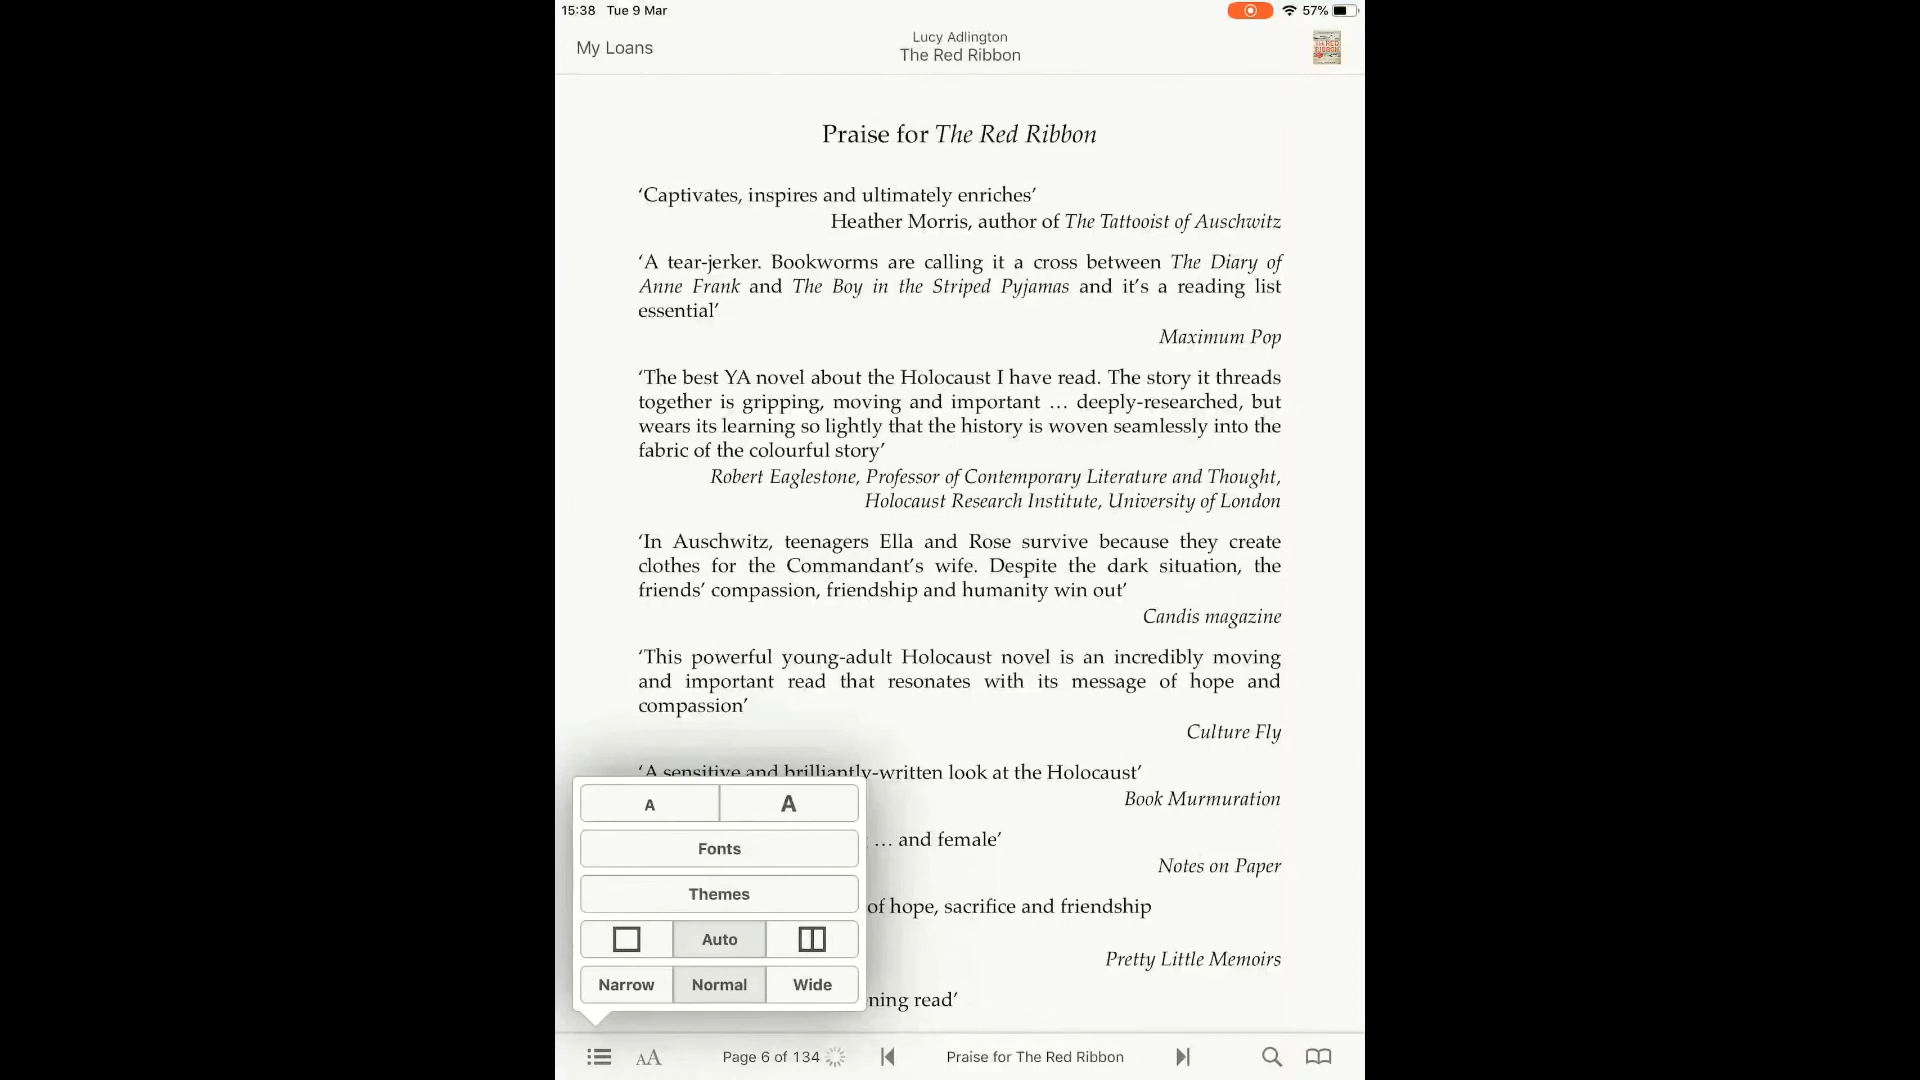 15:38 Tue 9 Mar
57%
My Loans
Lucy Adlington
The Red Ribbon
Praise for The Red Ribbon
‘Captivates, inspires and ultimately enriches’
Heather Morris, author of The Tattooist of Auschwitz
‘A tear-jerker. Bookworms are calling it a cross between The Diary of
Anne Frank and The Boy in the Striped Pyjamas and it’s a reading list
essential’
Maximum Pop
‘The best YA novel about the Holocaust I have read. The story it threads
together is gripping, moving and important … deeply-researched, but
wears its learning so lightly that the history is woven seamlessly into the
fabric of the colourful story’
Robert Eaglestone, Professor of Contemporary Literature and Thought,
Holocaust Research Institute, University of London
‘In Auschwitz, teenagers Ella and Rose survive because they create
clothes for the Commandant’s wife. Despite the dark situation, the
friends’ compassion, friendship and humanity win out’
Candis magazine
‘This powerful young-adult Holocaust novel is an incredibly moving
and important read that resonates with its message of hope and
compassion’
Culture Fly
‘A sensitive and brilliantly-written look at the Holocaust’
Book Murmuration
… and female’
Notes on Paper
of hope, sacrifice and friendship
Pretty Little Memoirs
read’
A A
Fonts
Themes
Auto
Narrow Normal Wide
AA Page 6 of 134 Praise for The Red Ribbon